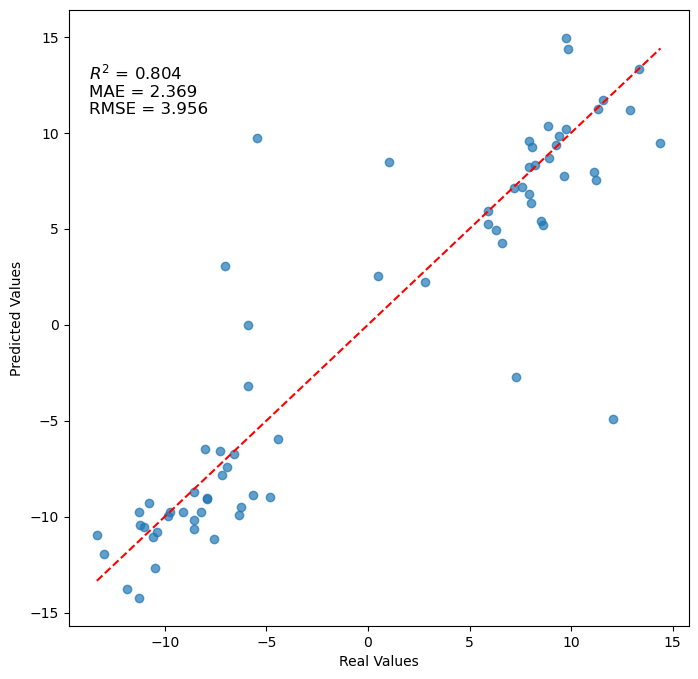 R² = 0.804
MAE = 2.369
RMSE = 3.956
15
10
5
0
−5
−10
−15
Predicted Values
−10
−5
0
5
10
15
Real Values